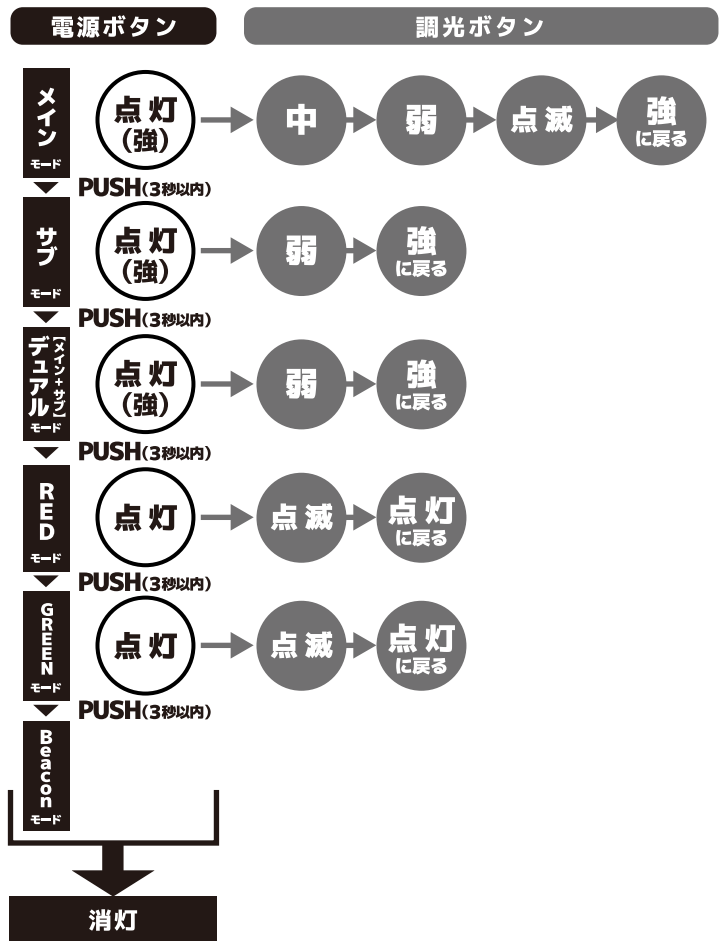 電源ボタン
調光ボタン
メイン
モード
点灯
(強)
中
弱
点滅
強
に戻る
PUSH(3秒以内)
サブ
モード
点灯
(強)
弱
強
に戻る
PUSH(3秒以内)
デュアル
[メイン+サブ]
モード
点灯
(強)
弱
強
に戻る
PUSH(3秒以内)
RED
モード
点灯
点滅
点灯
に戻る
PUSH(3秒以内)
GREEN
モード
点灯
点滅
点灯
に戻る
PUSH(3秒以内)
Beacon
モード
消灯